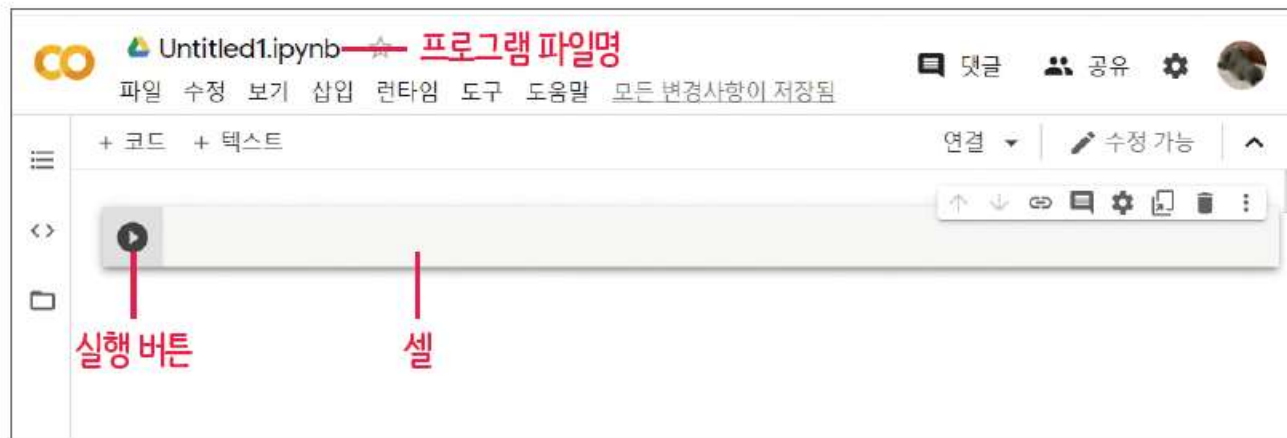 CO Untitled1.ipynb 프로그램 파일명
댓글 공유
파일 수정 보기 삽입 런타임 도구 도움말 모든 변경사항이 저장됨
+ 코드 + 텍스트 연결 수정 가능
실행 버튼 셀